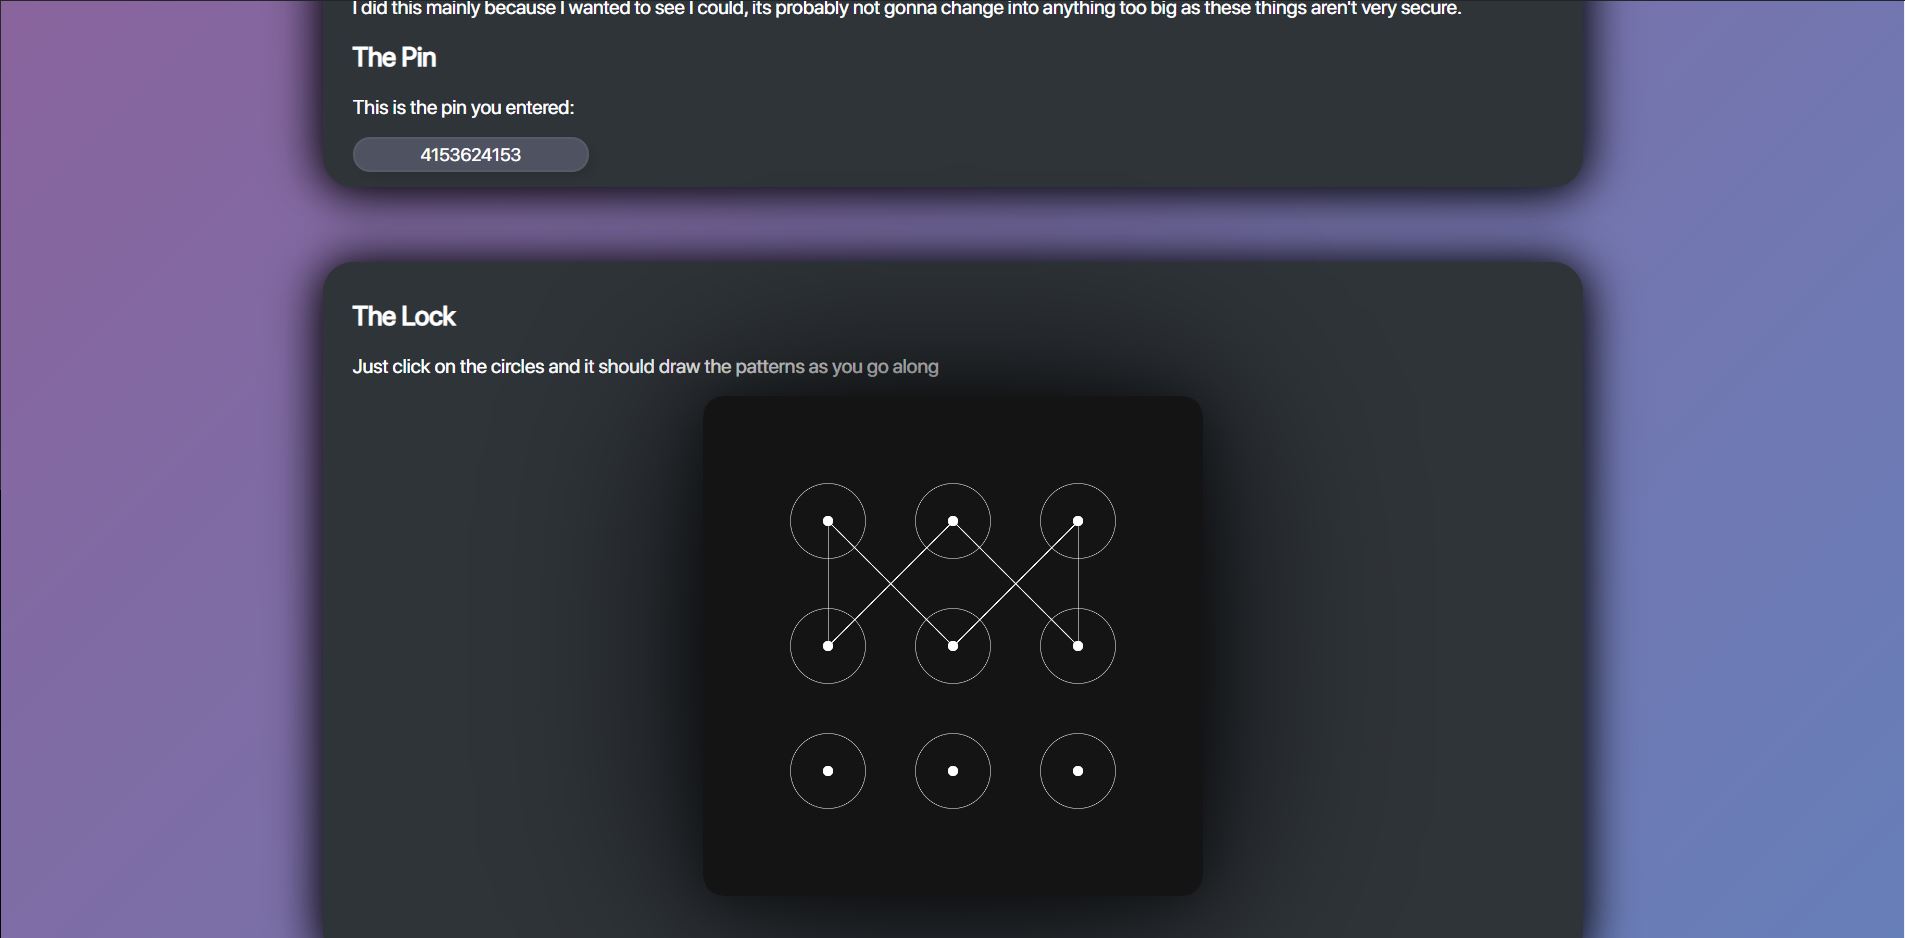 I did this mainly because I wanted to see I could, its probably not gonna change into anything too big as these things aren't very secure.
The Pin
This is the pin you entered:
4153624153
The Lock
Just click on the circles and it should draw the patterns as you go along